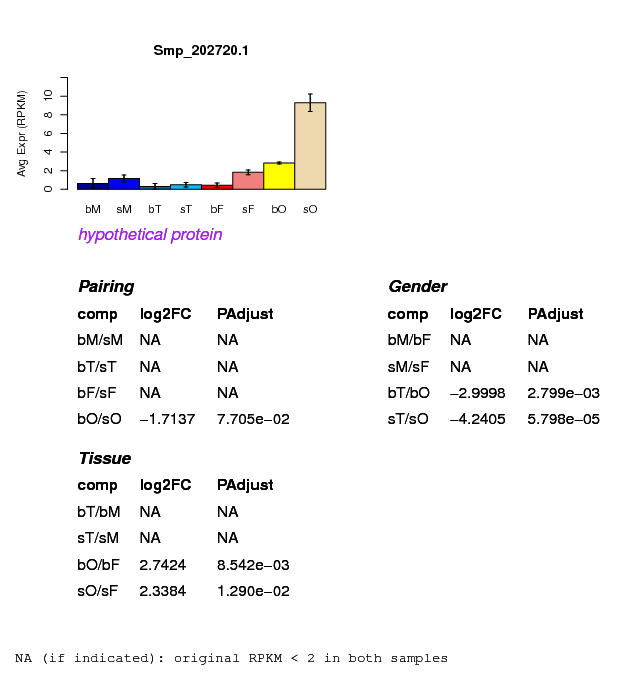 Smp_202720.1
Avg Expr (RPKM)
0 2 4 6 8 10
bM sM bT sT bF sF bO sO
hypothetical protein
Pairing
comp log2FC PAdjust
bM/sM NA NA
bT/sT NA NA
bF/sF NA NA
bO/sO −1.7137 7.705e−02
Gender
comp log2FC PAdjust
bM/bF NA NA
sM/sF NA NA
bT/bO −2.9998 2.799e−03
sT/sO −4.2405 5.798e−05
Tissue
comp log2FC PAdjust
bT/bM NA NA
sT/sM NA NA
bO/bF 2.7424 8.542e−03
sO/sF 2.3384 1.290e−02
NA (if indicated): original RPKM < 2 in both samples